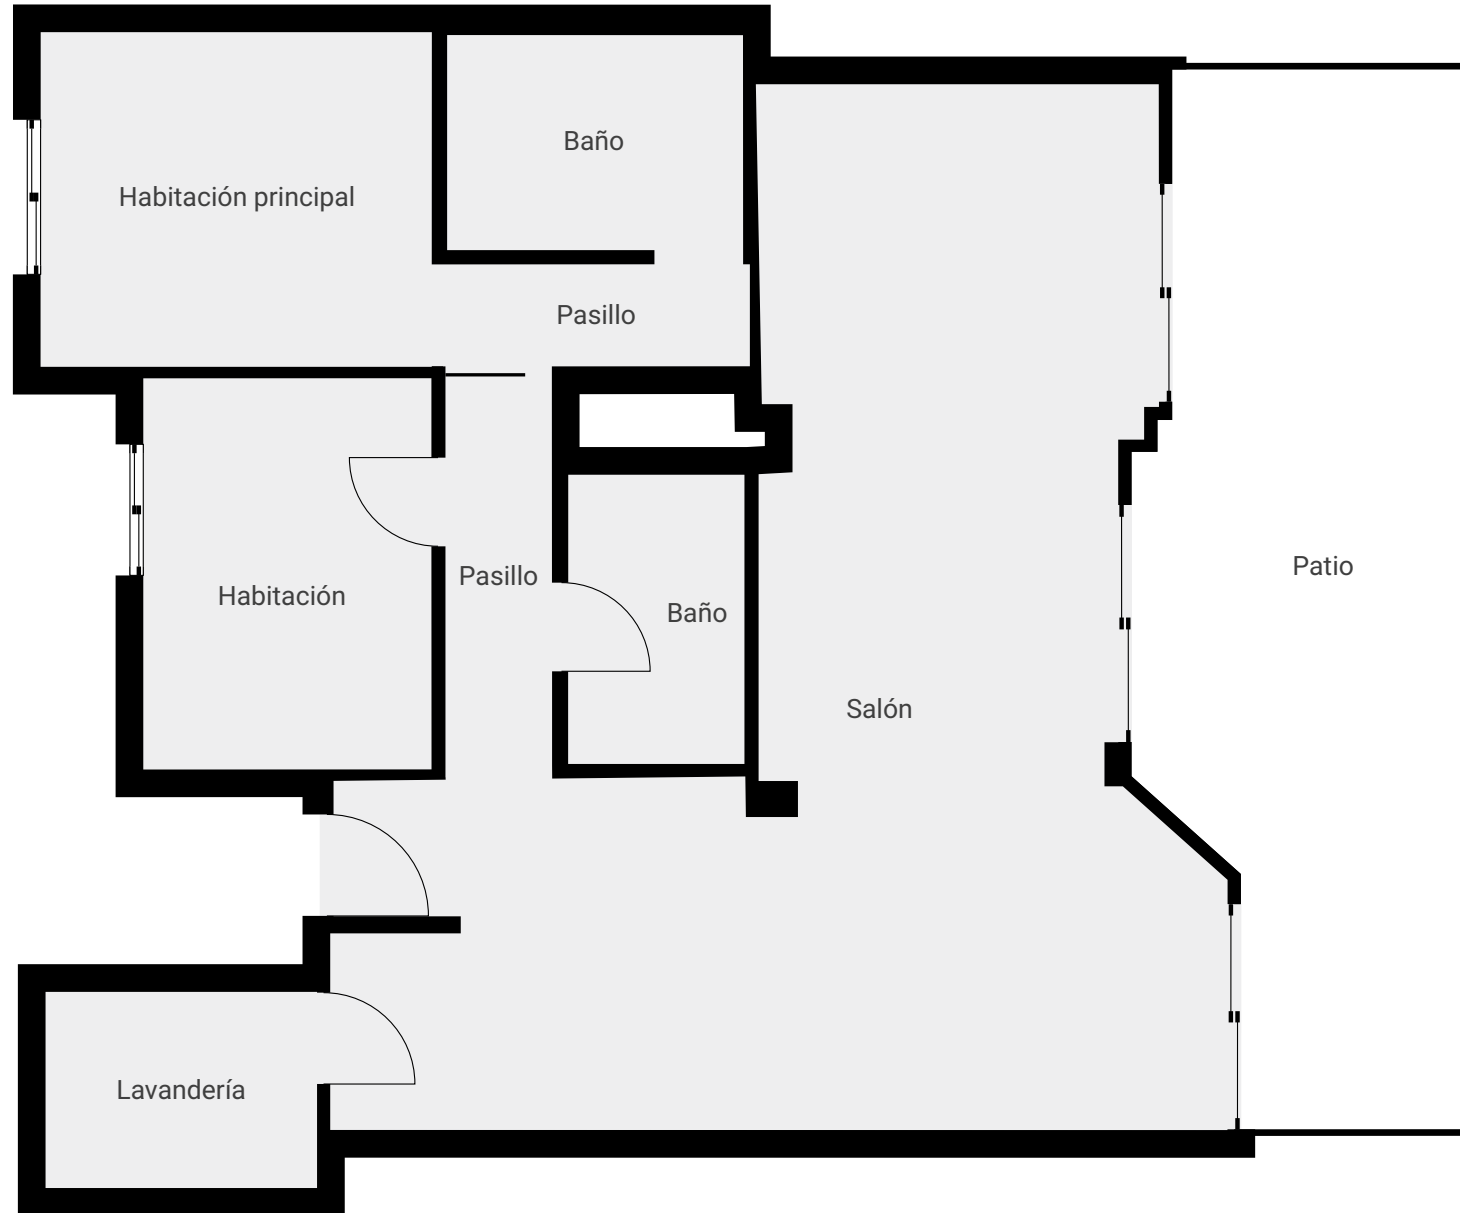 Baño
Habitación principal
Pasillo
Patio
Pasillo
Habitación
Baño
Salón
Lavandería